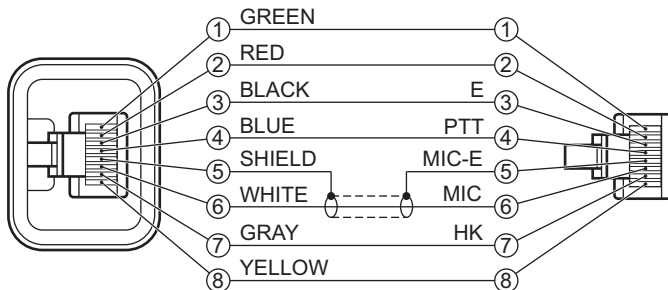 ① GREEN ①
② RED ②
③ BLACK E ③
④ BLUE PTT ④
⑤ SHIELD MIC-E ⑤
⑥ WHITE MIC ⑥
⑦ GRAY HK ⑦
⑧ YELLOW ⑧